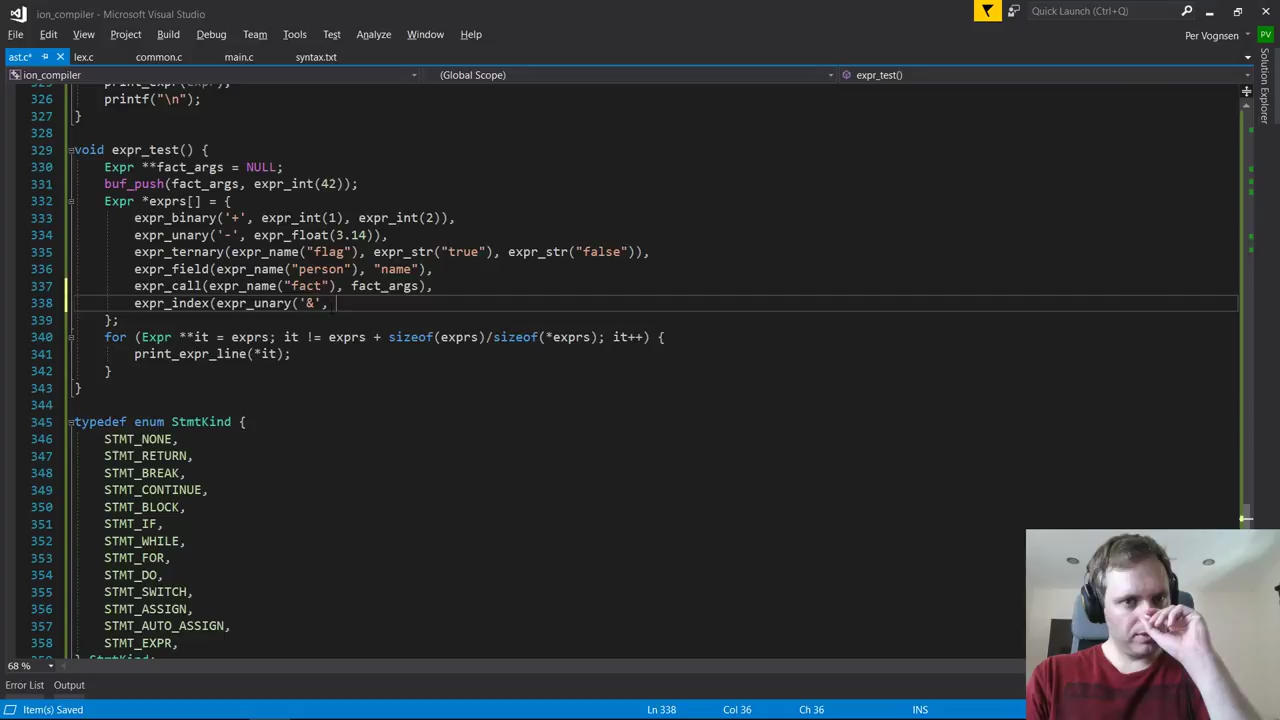 ion_compiler - Microsoft Visual Studio
Quick Launch (Ctrl+Q)
File Edit View Project Build Debug Team Tools Test Analyze Window Help
Per Vognsen PV
ast.c* lex.c common.c main.c syntax.txt
ion_compiler (Global Scope) expr_test()
Solution Explorer
325 print_expr(expr);
326 printf("\n");
327 }
328
329 void expr_test() {
330 Expr **fact_args = NULL;
331 buf_push(fact_args, expr_int(42));
332 Expr *exprs[] = {
333 expr_binary('+', expr_int(1), expr_int(2)),
334 expr_unary('-', expr_float(3.14)),
335 expr_ternary(expr_name("flag"), expr_str("true"), expr_str("false")),
336 expr_field(expr_name("person"), "name"),
337 expr_call(expr_name("fact"), fact_args),
338 expr_index(expr_unary('&',
339 };
340 for (Expr **it = exprs; it != exprs + sizeof(exprs)/sizeof(*exprs); it++) {
341 print_expr_line(*it);
342 }
343 }
344
345 typedef enum StmtKind {
346 STMT_NONE,
347 STMT_RETURN,
348 STMT_BREAK,
349 STMT_CONTINUE,
350 STMT_BLOCK,
351 STMT_IF,
352 STMT_WHILE,
353 STMT_FOR,
354 STMT_DO,
355 STMT_SWITCH,
356 STMT_ASSIGN,
357 STMT_AUTO_ASSIGN,
358 STMT_EXPR,
359 } StmtKind;
68 %
Error List Output
Item(s) Saved Ln 338 Col 36 Ch 36 INS